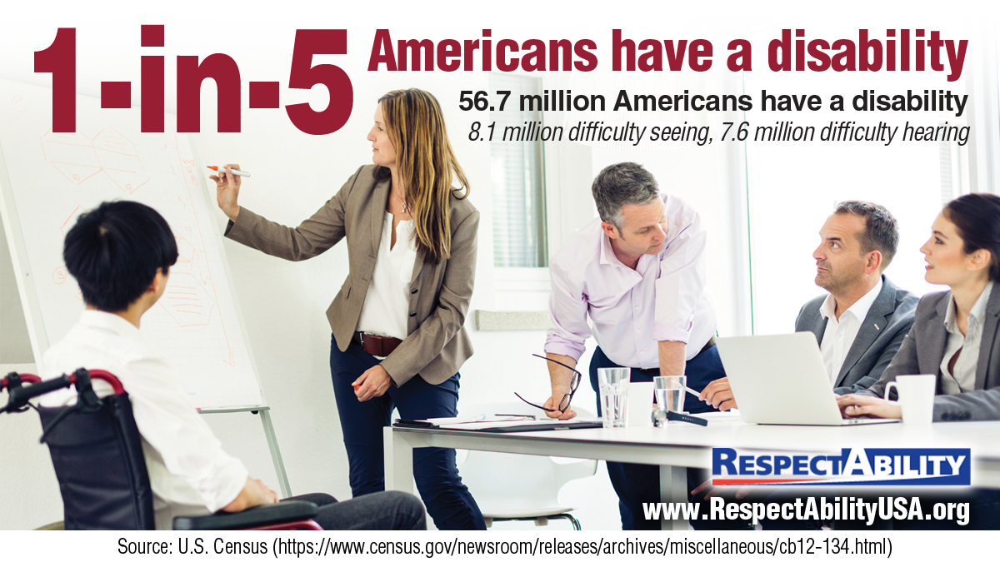 1-in-5
Americans have a disability
56.7 million Americans have a disability
8.1 million difficulty seeing, 7.6 million difficulty hearing
RESPECTABILITY
www.RespectAbilityUSA.org
Source: U.S. Census (https://www.census.gov/newsroom/releases/archives/miscellaneous/cb12-134.html)